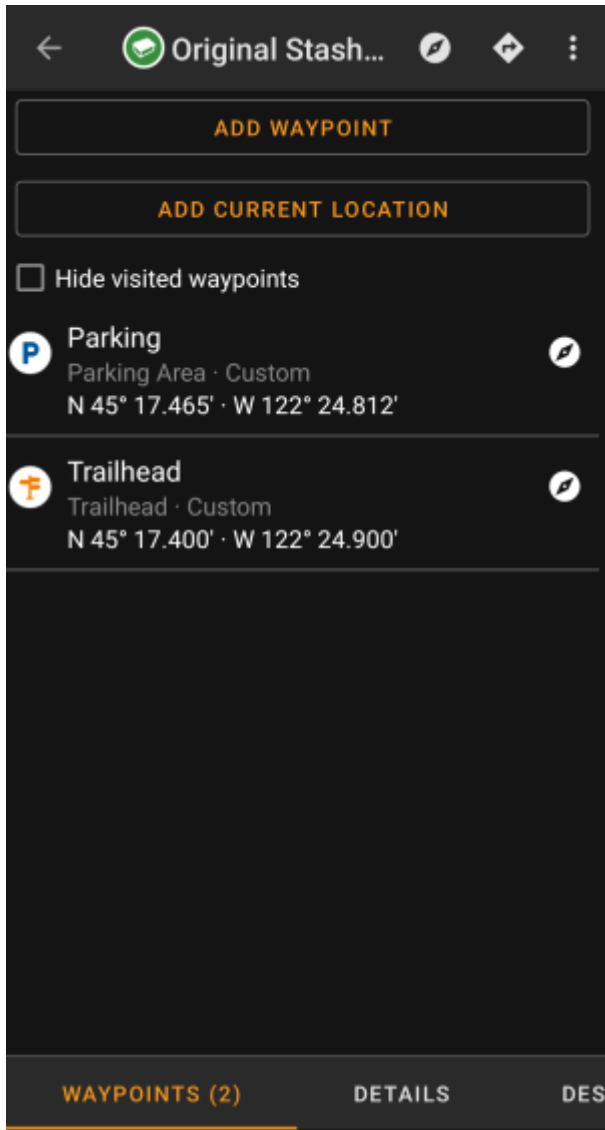 Original Stash...
ADD WAYPOINT
ADD CURRENT LOCATION
Hide visited waypoints
P
Parking
Parking Area · Custom
N 45° 17.465' · W 122° 24.812'
Trailhead
Trailhead · Custom
N 45° 17.400' · W 122° 24.900'
WAYPOINTS (2) DETAILS DES